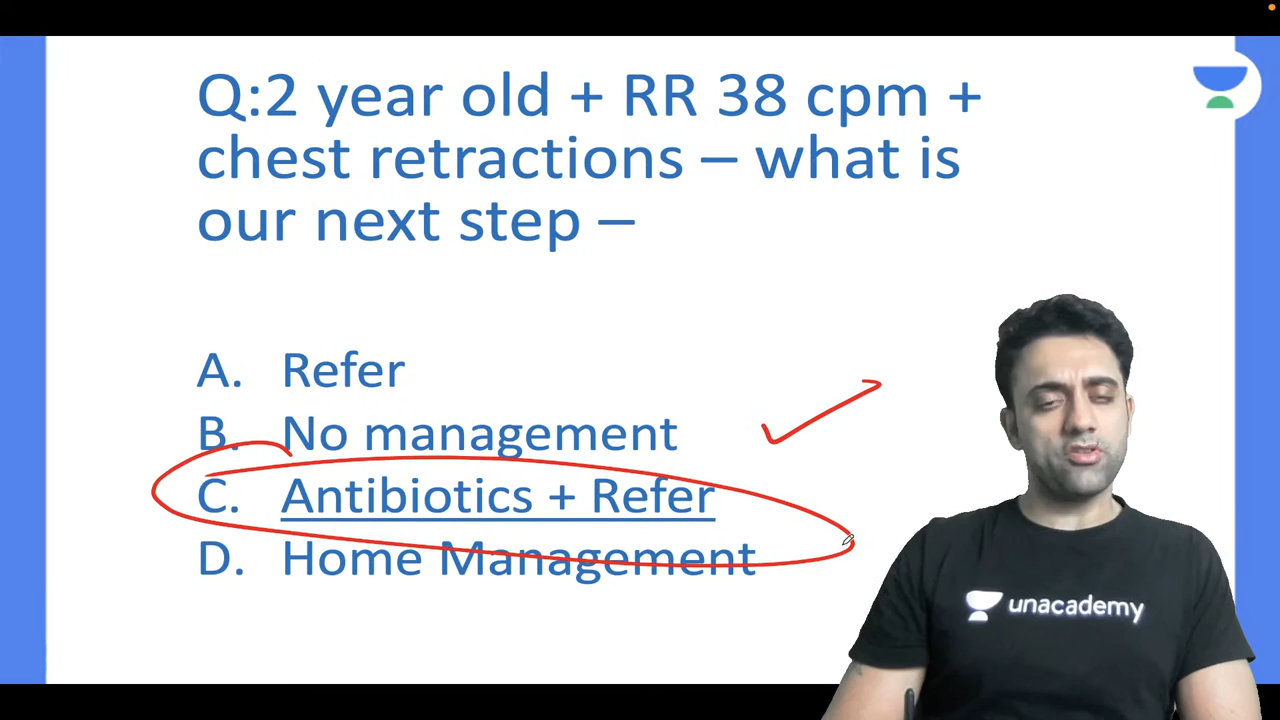 Q:2 year old + RR 38 cpm +
chest retractions – what is
our next step –
A. Refer
B. No management
C. Antibiotics + Refer
D. Home Management
unacademy